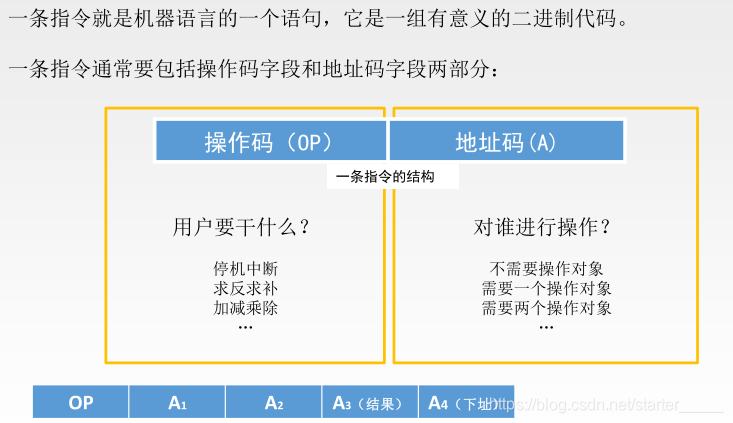 一条指令就是机器语言的一个语句，它是一组有意义的二进制代码。
一条指令通常要包括操作码字段和地址码字段两部分：
操作码（OP） 地址码(A)
一条指令的结构
用户要干什么？ 对谁进行操作？
停机中断 不需要操作对象
求反求补 需要一个操作对象
加减乘除 需要两个操作对象
… …
OP A₁ A₂ A₃（结果） A₄（下址）
https://blog.csdn.net/starter______